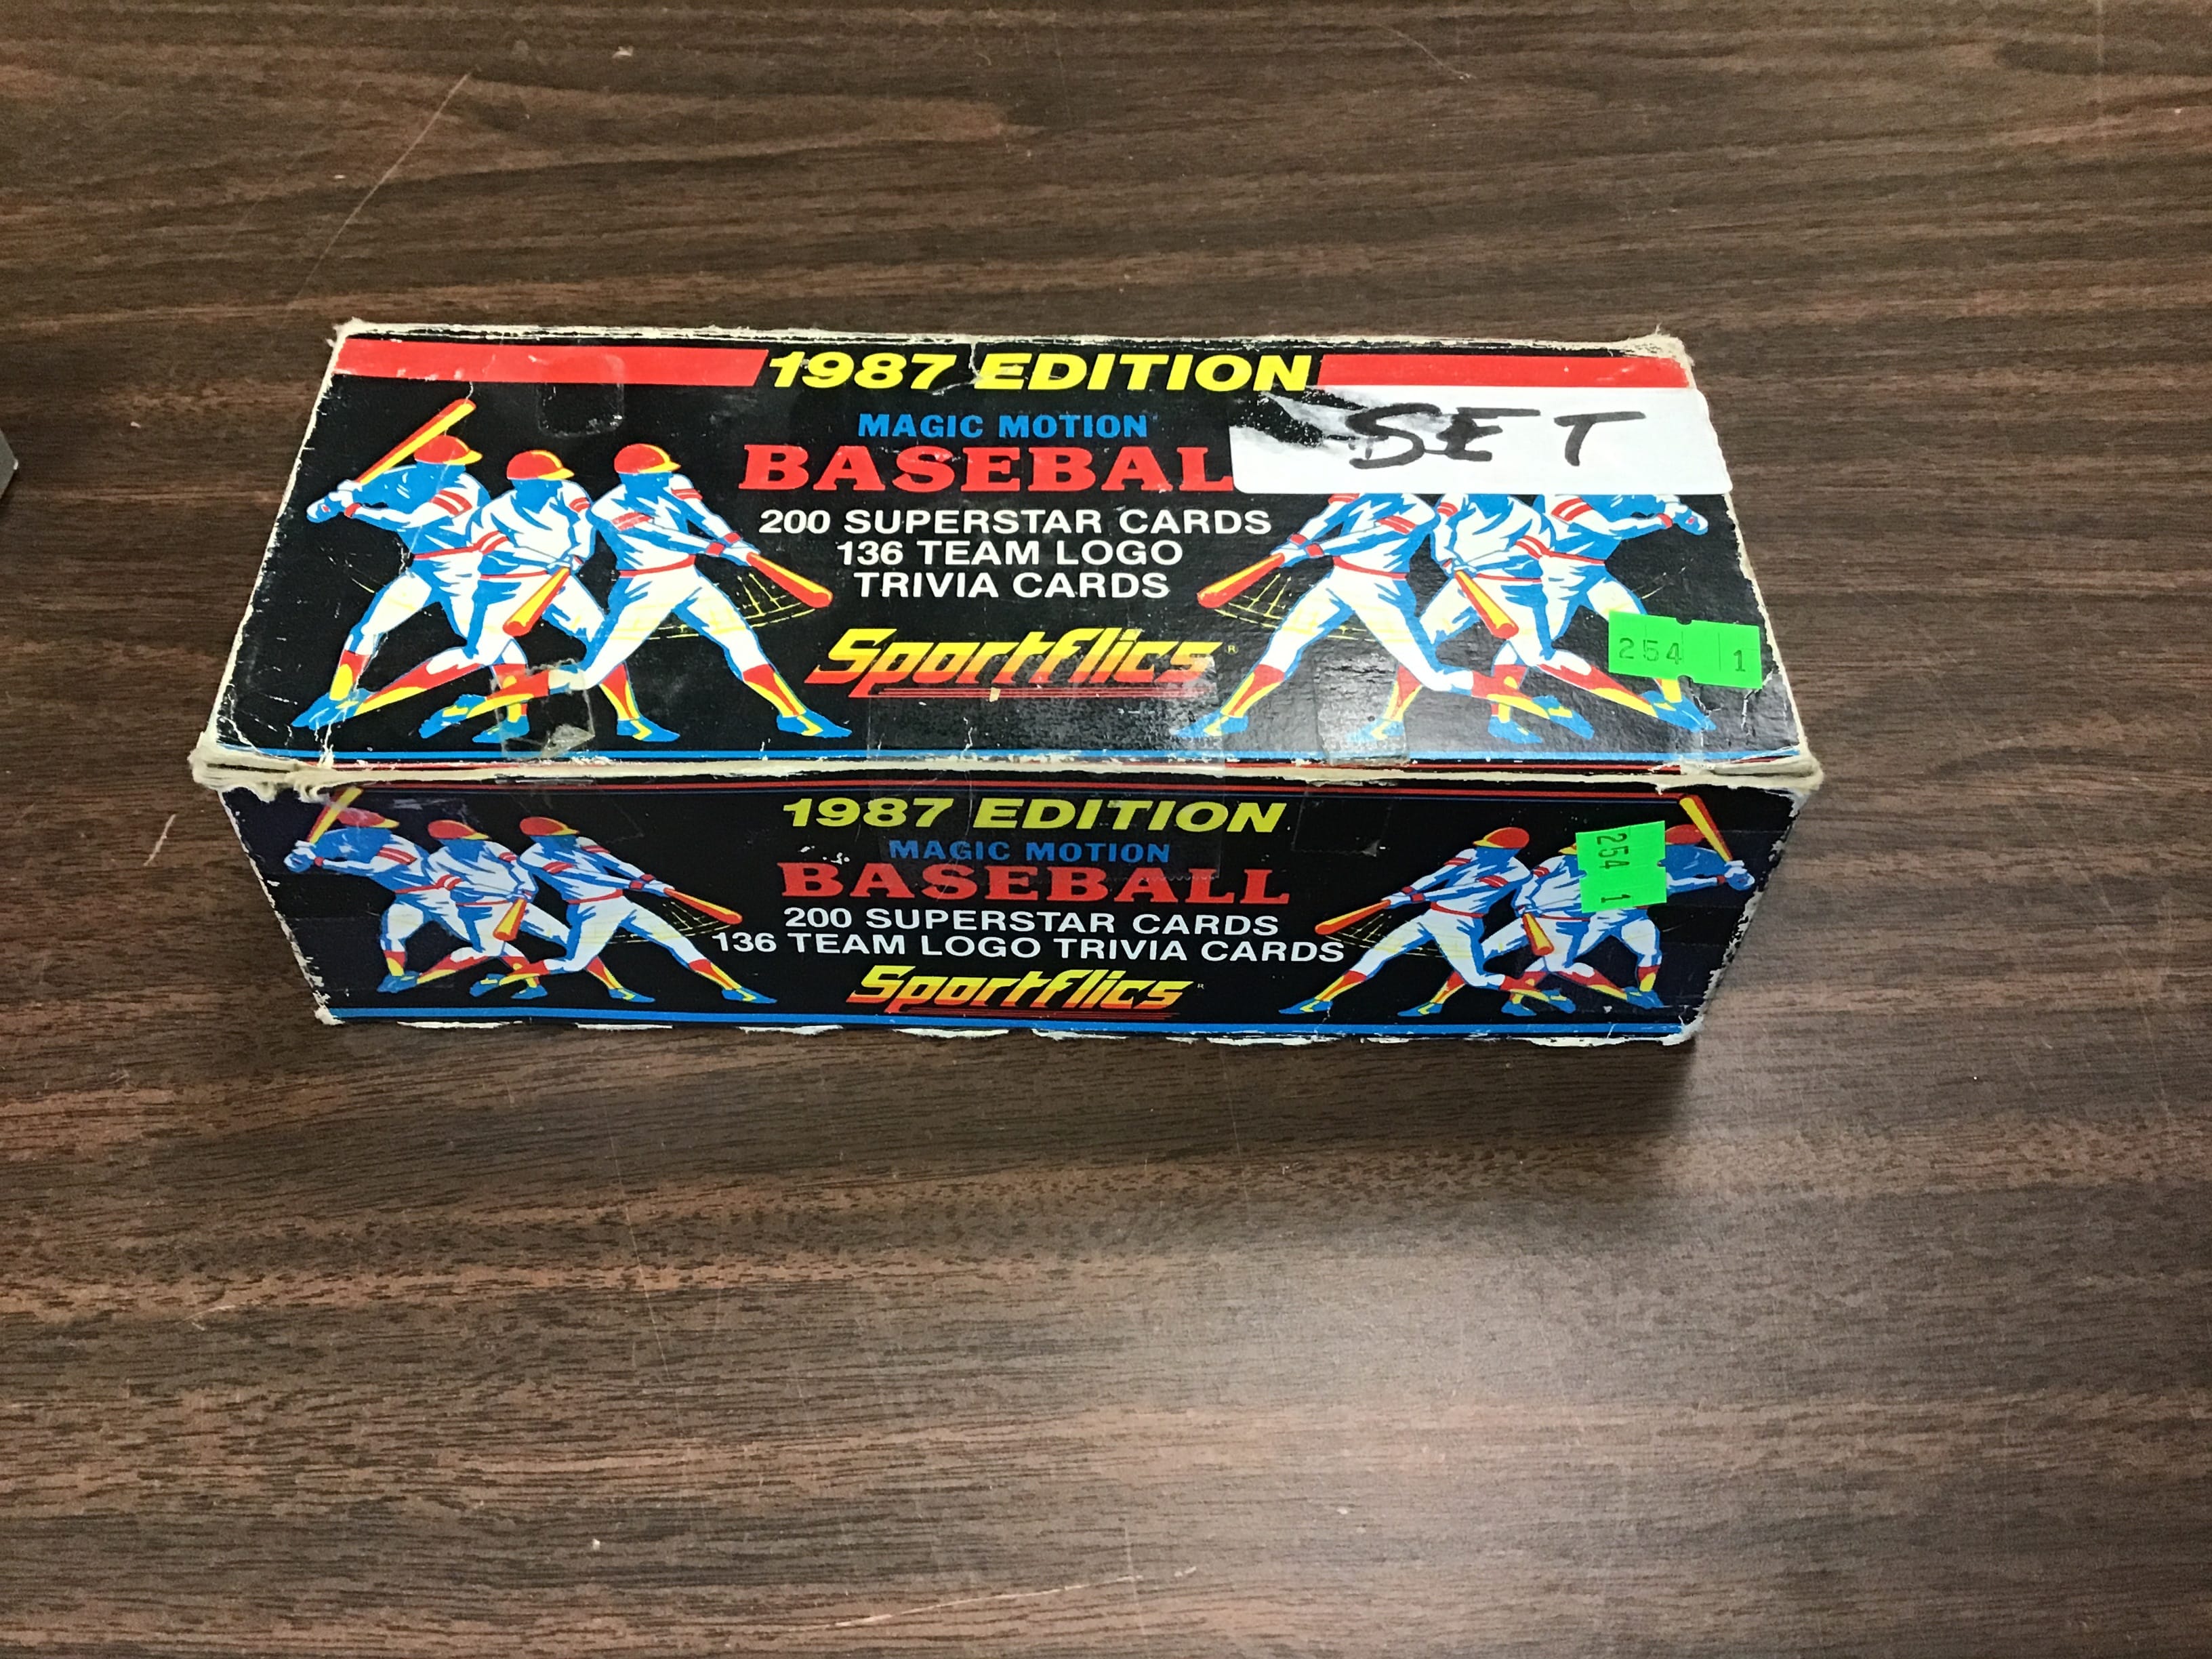 1987 EDITION
MAGIC MOTION
BASEBAL
SET
200 SUPERSTAR CARDS
136 TEAM LOGO
TRIVIA CARDS
Sportflics®
254 1
1987 EDITION
MAGIC MOTION
BASEBALL
200 SUPERSTAR CARDS
136 TEAM LOGO TRIVIA CARDS
Sportflics®
254 1